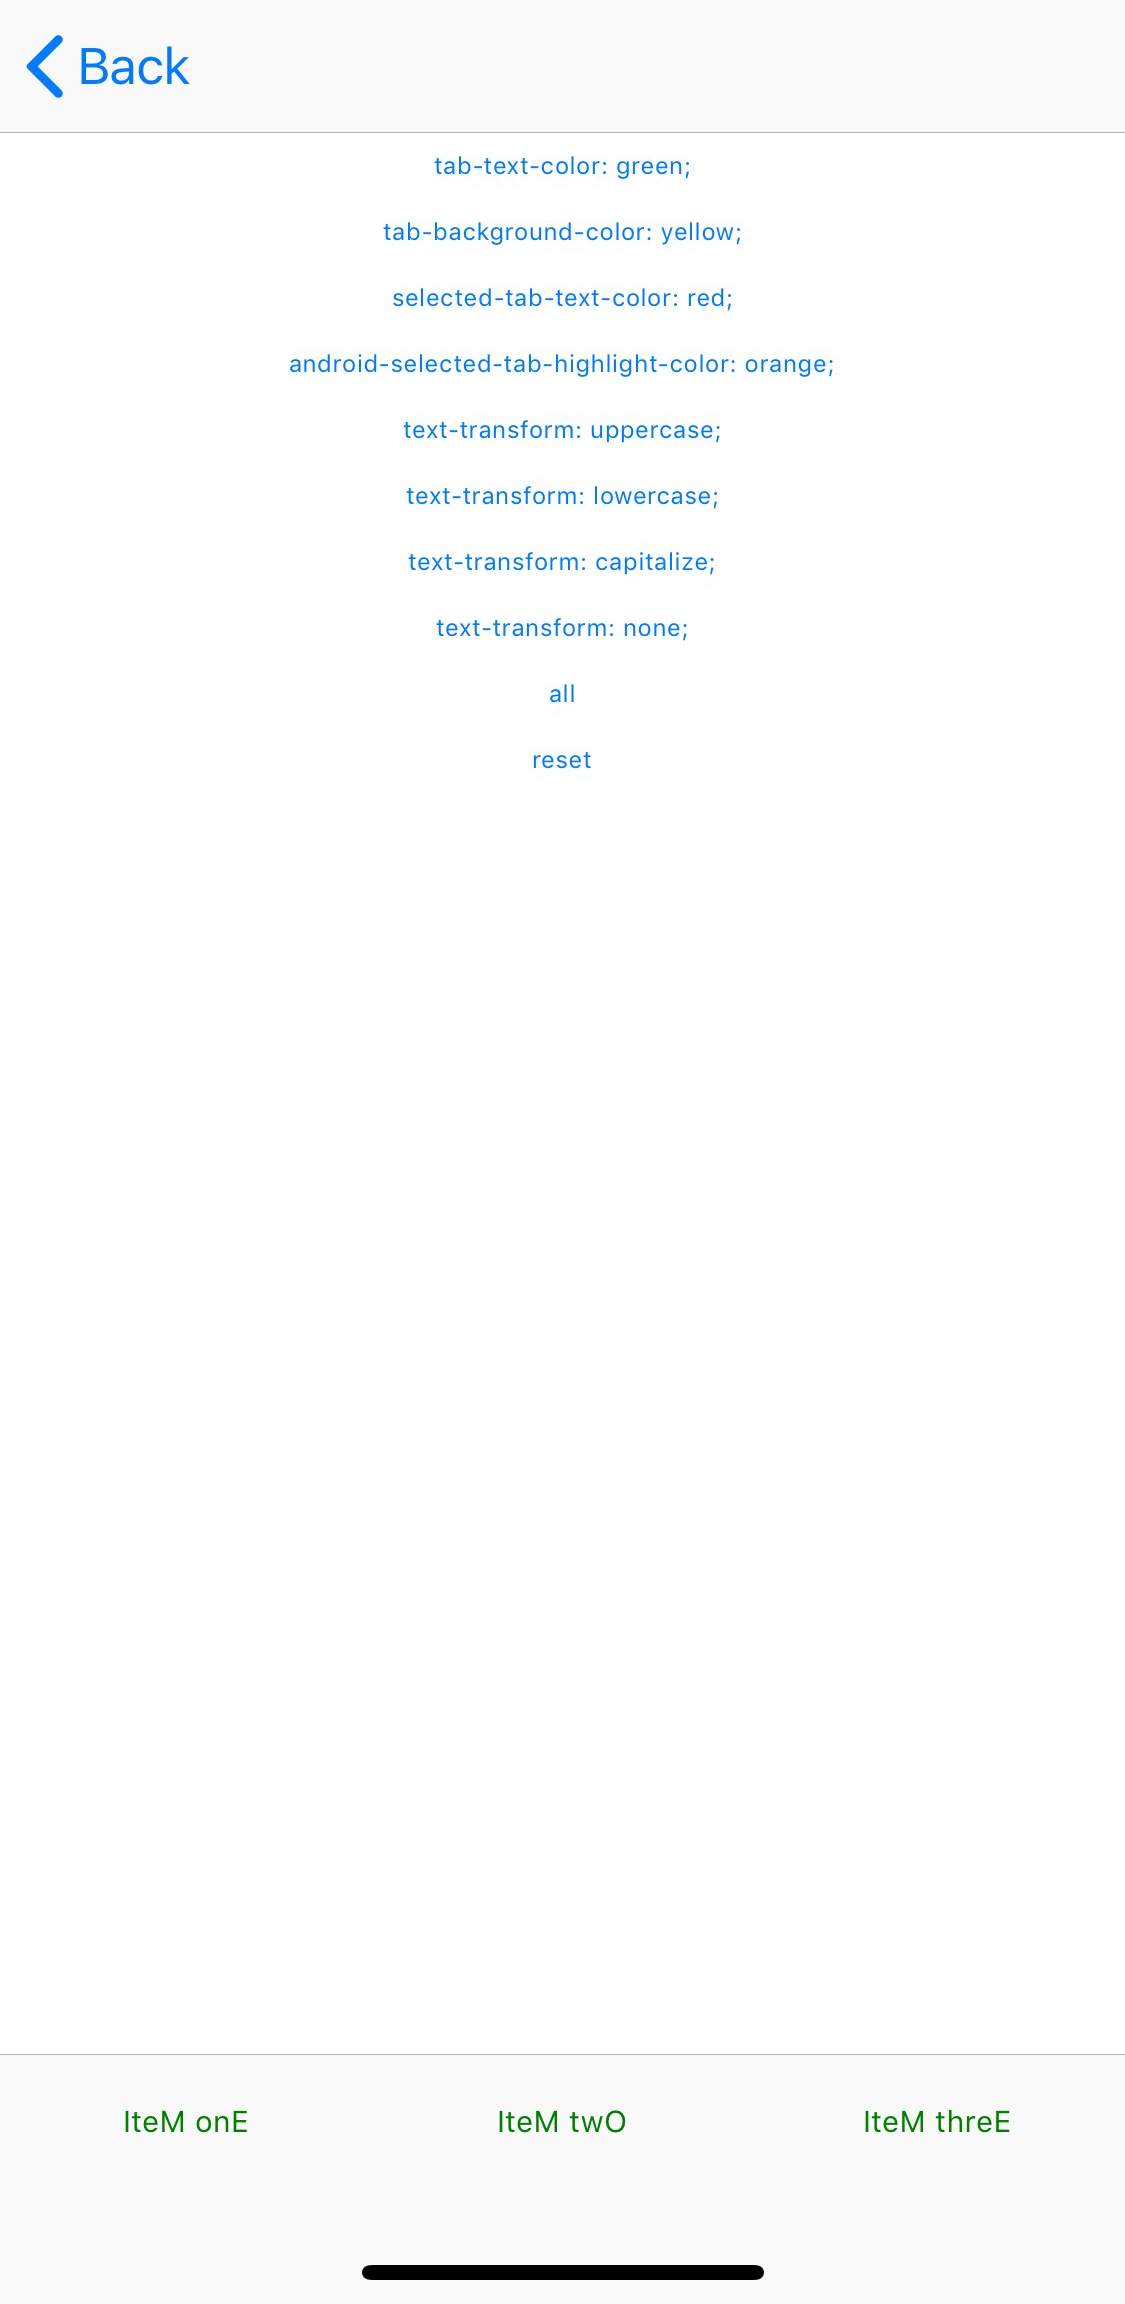 Back
tab-text-color: green;
tab-background-color: yellow;
selected-tab-text-color: red;
android-selected-tab-highlight-color: orange;
text-transform: uppercase;
text-transform: lowercase;
text-transform: capitalize;
text-transform: none;
all
reset
IteM onE IteM twO IteM threE